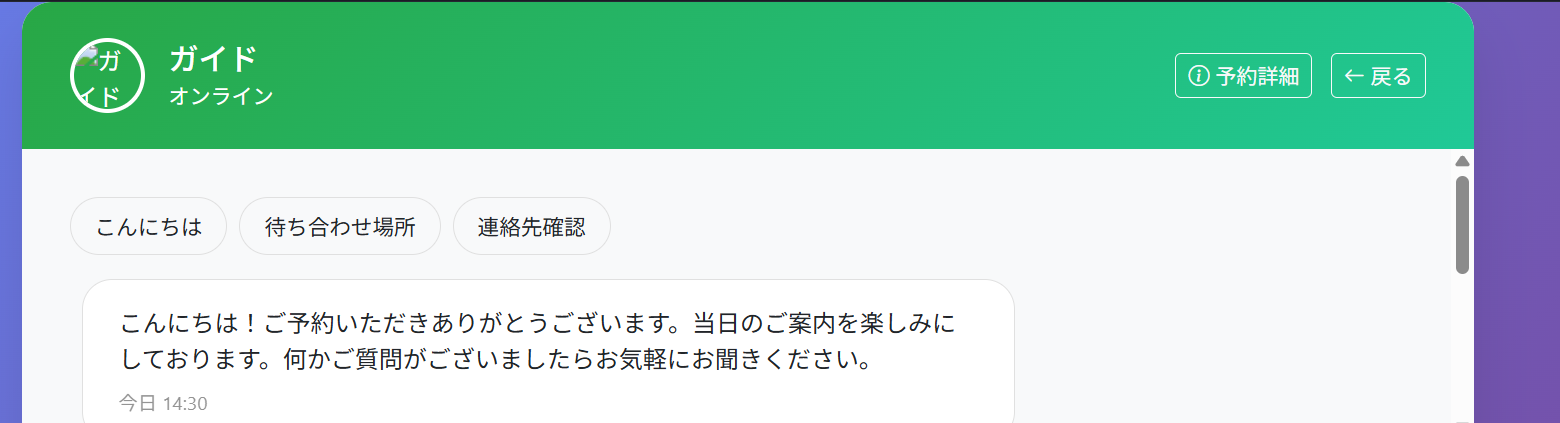 ガイド
ガイド
オンライン
予約詳細
← 戻る
こんにちは
待ち合わせ場所
連絡先確認
こんにちは！ご予約いただきありがとうございます。当日のご案内を楽しみに
しております。何かご質問がございましたらお気軽にお聞きください。
今日 14:30